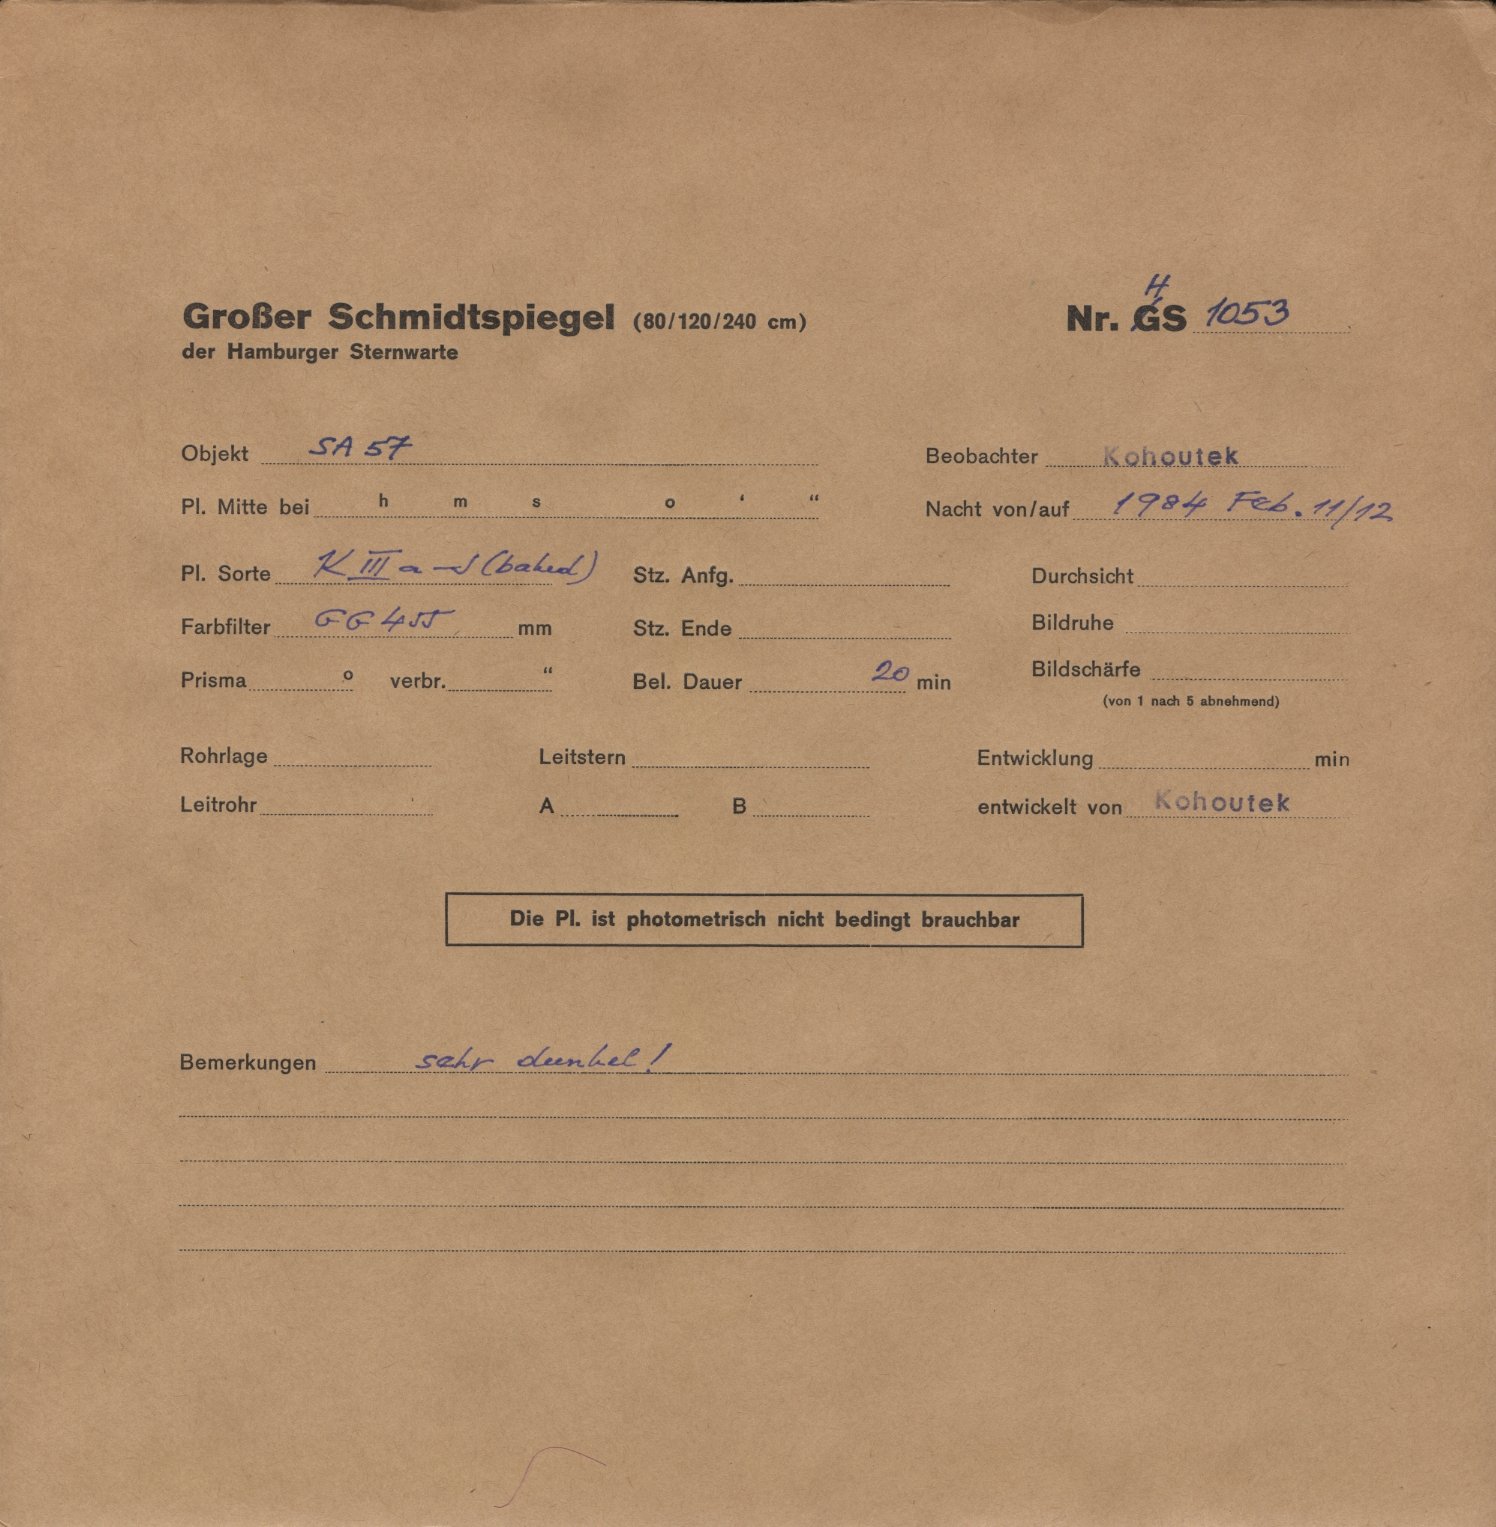 H
Großer Schmidtspiegel (80/120/240 cm) Nr. GS 1053
der Hamburger Sternwarte
Objekt SA 57 Beobachter Kohoutek
Pl. Mitte bei h m s o ‘ “ Nacht von/auf 1984 Feb. 11/12
Pl. Sorte K III a-J (baked) Stz. Anfg. Durchsicht
Farbfilter GG 455 mm Stz. Ende Bildruhe
Prisma o verbr. “ Bel. Dauer 20 min Bildschärfe
(von 1 nach 5 abnehmend)
Rohrlage Leitstern Entwicklung min
Leitrohr A B entwickelt von Kohoutek
Die Pl. ist photometrisch nicht bedingt brauchbar
Bemerkungen sehr dunkel!